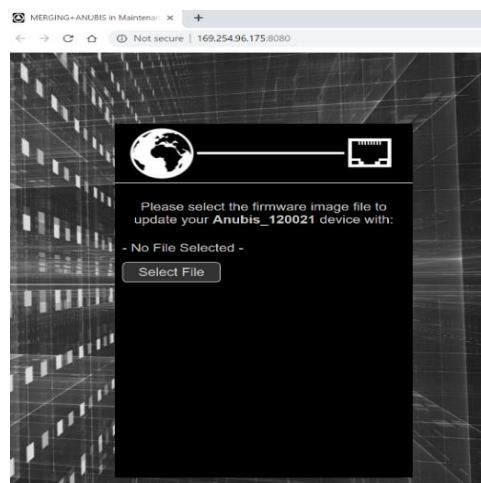 MERGING+ANUBIS in Maintenan
Not secure | 169.254.96.175:8080
Please select the firmware image file to
update your Anubis_120021 device with:
- No File Selected -
Select File